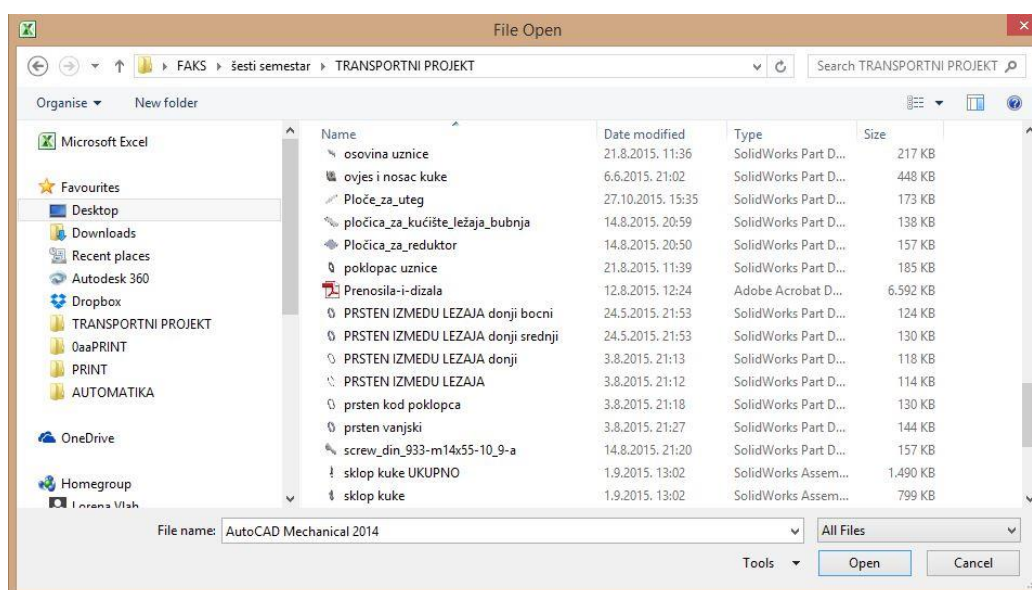 File Open
FAKS ▸ šesti semestar ▸ TRANSPORTNI PROJEKT
Search TRANSPORTNI PROJEKT
Organise New folder
Microsoft Excel
Favourites
Desktop
Downloads
Recent places
Autodesk 360
Dropbox
TRANSPORTNI PROJEKT
0aaPRINT
PRINT
AUTOMATIKA
OneDrive
Homegroup
Lorena Vlah
Name Date modified Type Size
osovina uznice 21.8.2015. 11:36 SolidWorks Part D... 217 KB
ovjes i nosac kuke 6.6.2015. 21:02 SolidWorks Part D... 448 KB
Ploče_za_uteg 27.10.2015. 15:35 SolidWorks Part D... 173 KB
pločica_za_kućište_ležaja_bubnja 14.8.2015. 20:59 SolidWorks Part D... 138 KB
Pločica_za_reduktor 14.8.2015. 20:50 SolidWorks Part D... 157 KB
poklopac uznice 21.8.2015. 11:39 SolidWorks Part D... 185 KB
Prenosila-i-dizala 12.8.2015. 12:24 Adobe Acrobat D... 6.592 KB
PRSTEN IZMEDU LEZAJA donji bocni 24.5.2015. 21:53 SolidWorks Part D... 124 KB
PRSTEN IZMEDU LEZAJA donji srednji 24.5.2015. 21:53 SolidWorks Part D... 130 KB
PRSTEN IZMEDU LEZAJA donji 3.8.2015. 21:13 SolidWorks Part D... 118 KB
PRSTEN IZMEDU LEZAJA 3.8.2015. 21:12 SolidWorks Part D... 114 KB
prsten kod poklopca 3.8.2015. 21:18 SolidWorks Part D... 130 KB
prsten vanjski 3.8.2015. 21:27 SolidWorks Part D... 144 KB
screw_din_933-m14x55-10_9-a 14.8.2015. 21:20 SolidWorks Part D... 157 KB
sklop kuke UKUPNO 1.9.2015. 13:02 SolidWorks Assem... 1.490 KB
sklop kuke 1.9.2015. 13:02 SolidWorks Assem... 799 KB
File name: AutoCAD Mechanical 2014 All Files
Tools Open Cancel